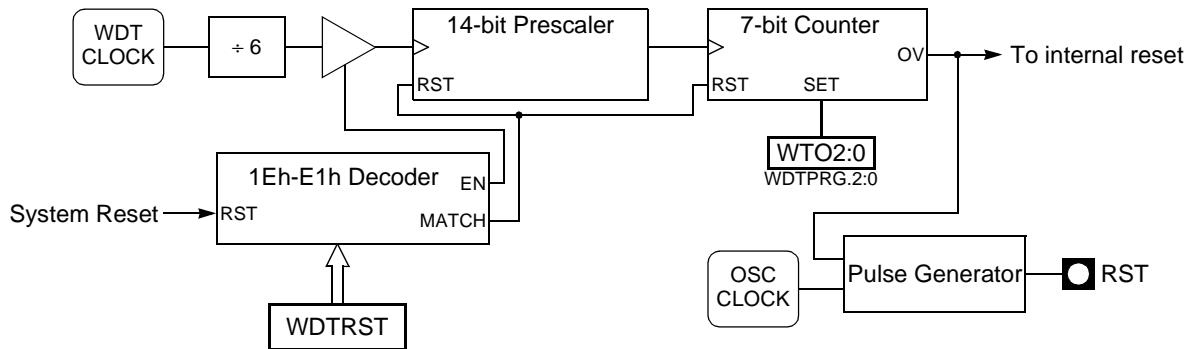 WDT
CLOCK
÷ 6
14-bit Prescaler
RST
7-bit Counter
OV
RST
SET
To internal reset
WTO2:0
WDTPRG.2:0
1Eh-E1h Decoder
EN
RST
MATCH
System Reset
WDTRST
OSC
CLOCK
Pulse Generator
RST